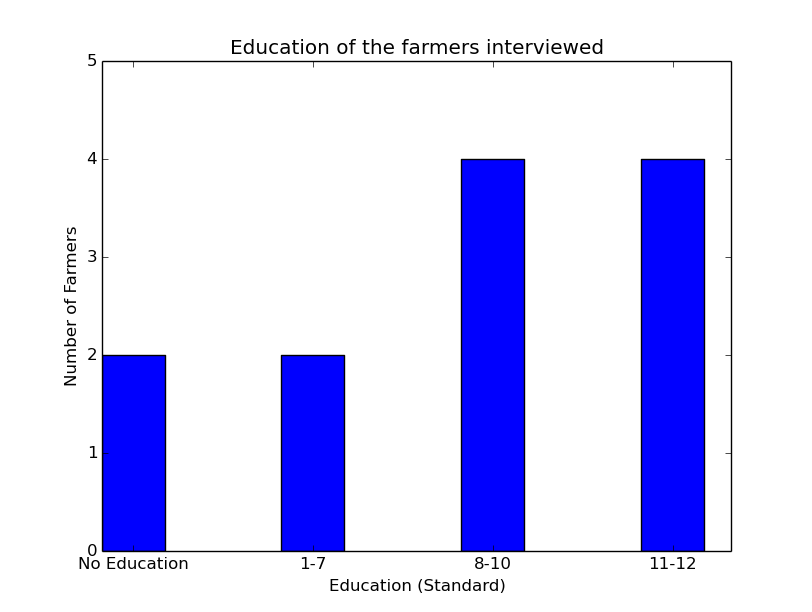 Education of the farmers interviewed
5
4
3
2
1
0
Number of Farmers
No Education 1-7 8-10 11-12
Education (Standard)